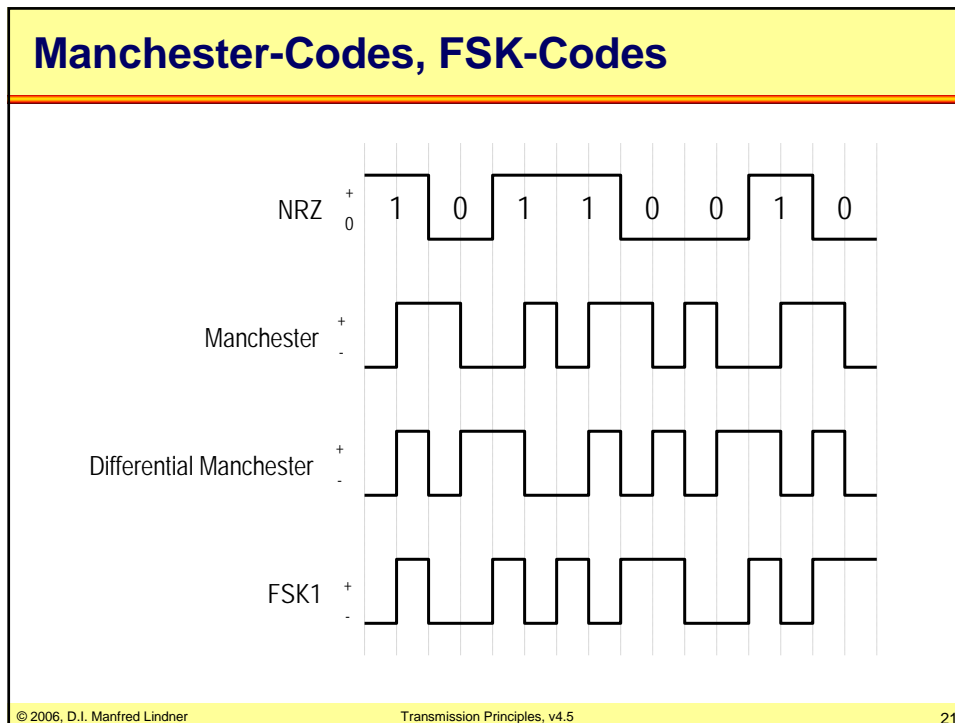 Manchester-Codes, FSK-Codes
NRZ + 0
1 0 1 1 0 0 1 0
Manchester + -
Differential Manchester + -
FSK1 + -
© 2006, D.I. Manfred Lindner Transmission Principles, v4.5 21